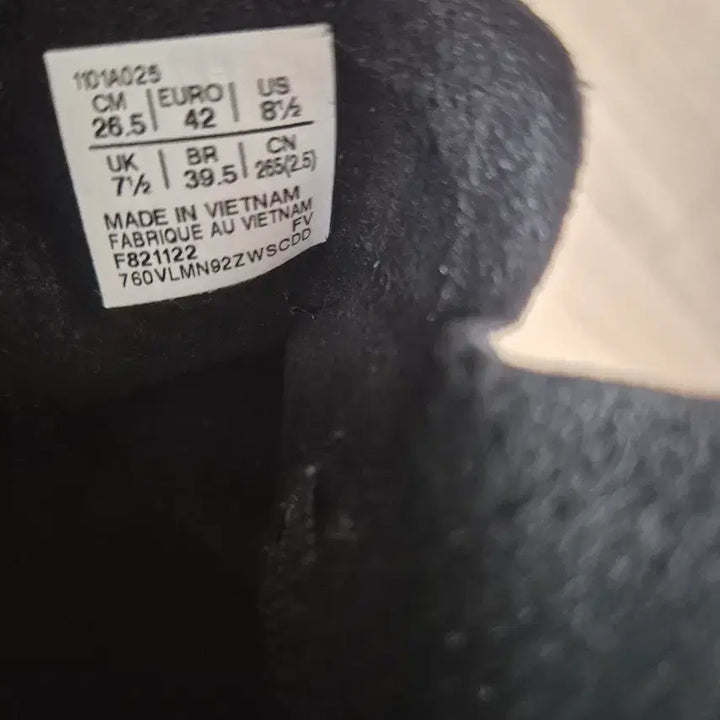 1101A025
CM | EURO | US
26.5 | 42 | 8½
UK | BR | CN
7½ | 39.5 | 265(2.5)
MADE IN VIETNAM
FABRIQUE AU VIETNAM
F821122 FV
760VLMN92ZWSCDD